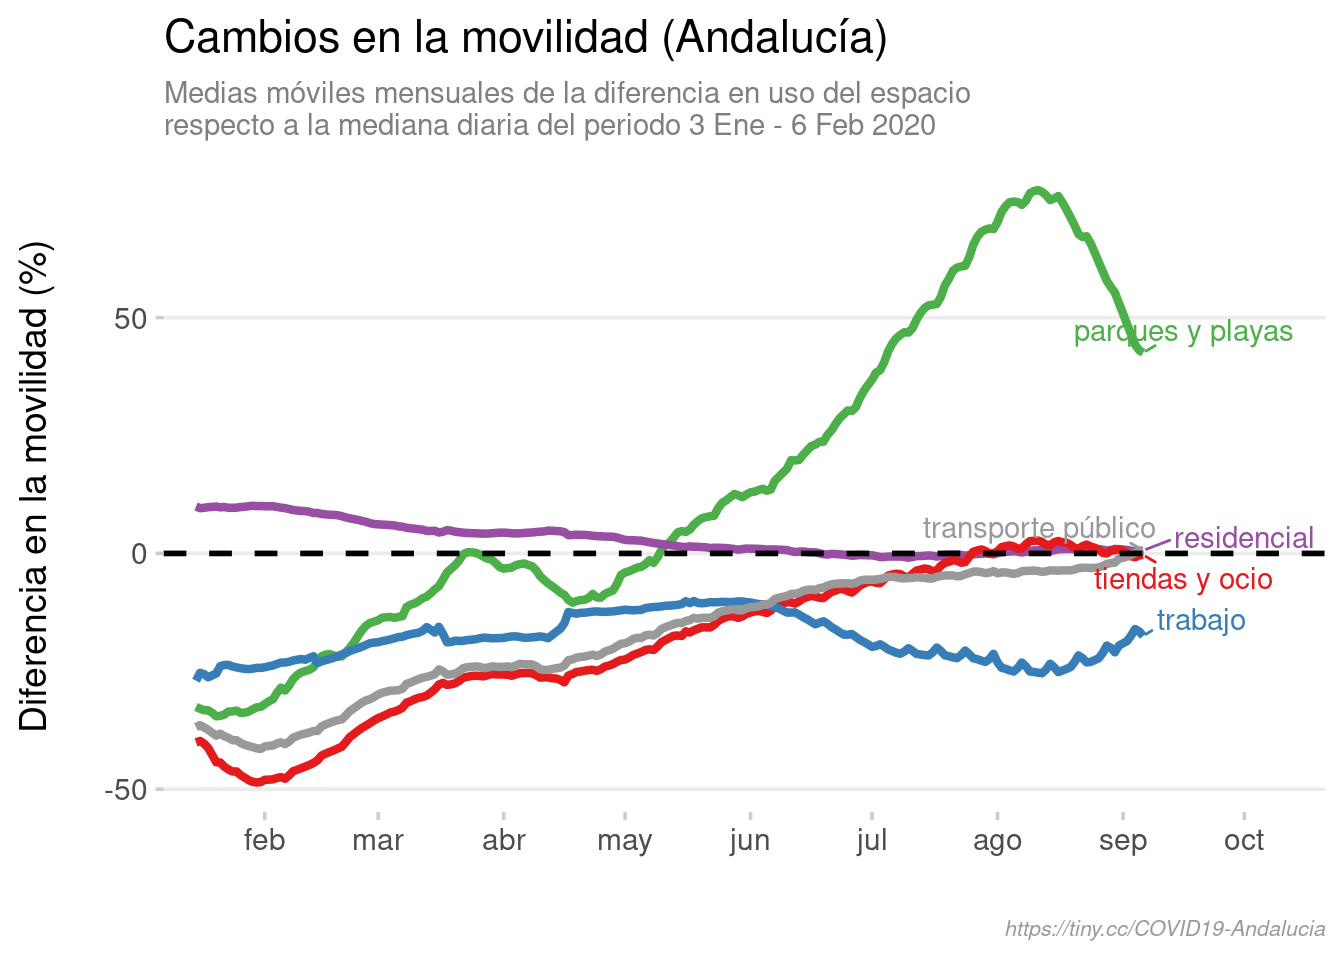 Cambios en la movilidad (Andalucía)
Medias móviles mensuales de la diferencia en uso del espacio
respecto a la mediana diaria del periodo 3 Ene - 6 Feb 2020
Diferencia en la movilidad (%)
50
0
-50
parques y playas
transporte público
residencial
tiendas y ocio
trabajo
feb mar abr may jun jul ago sep oct
https://tiny.cc/COVID19-Andalucia